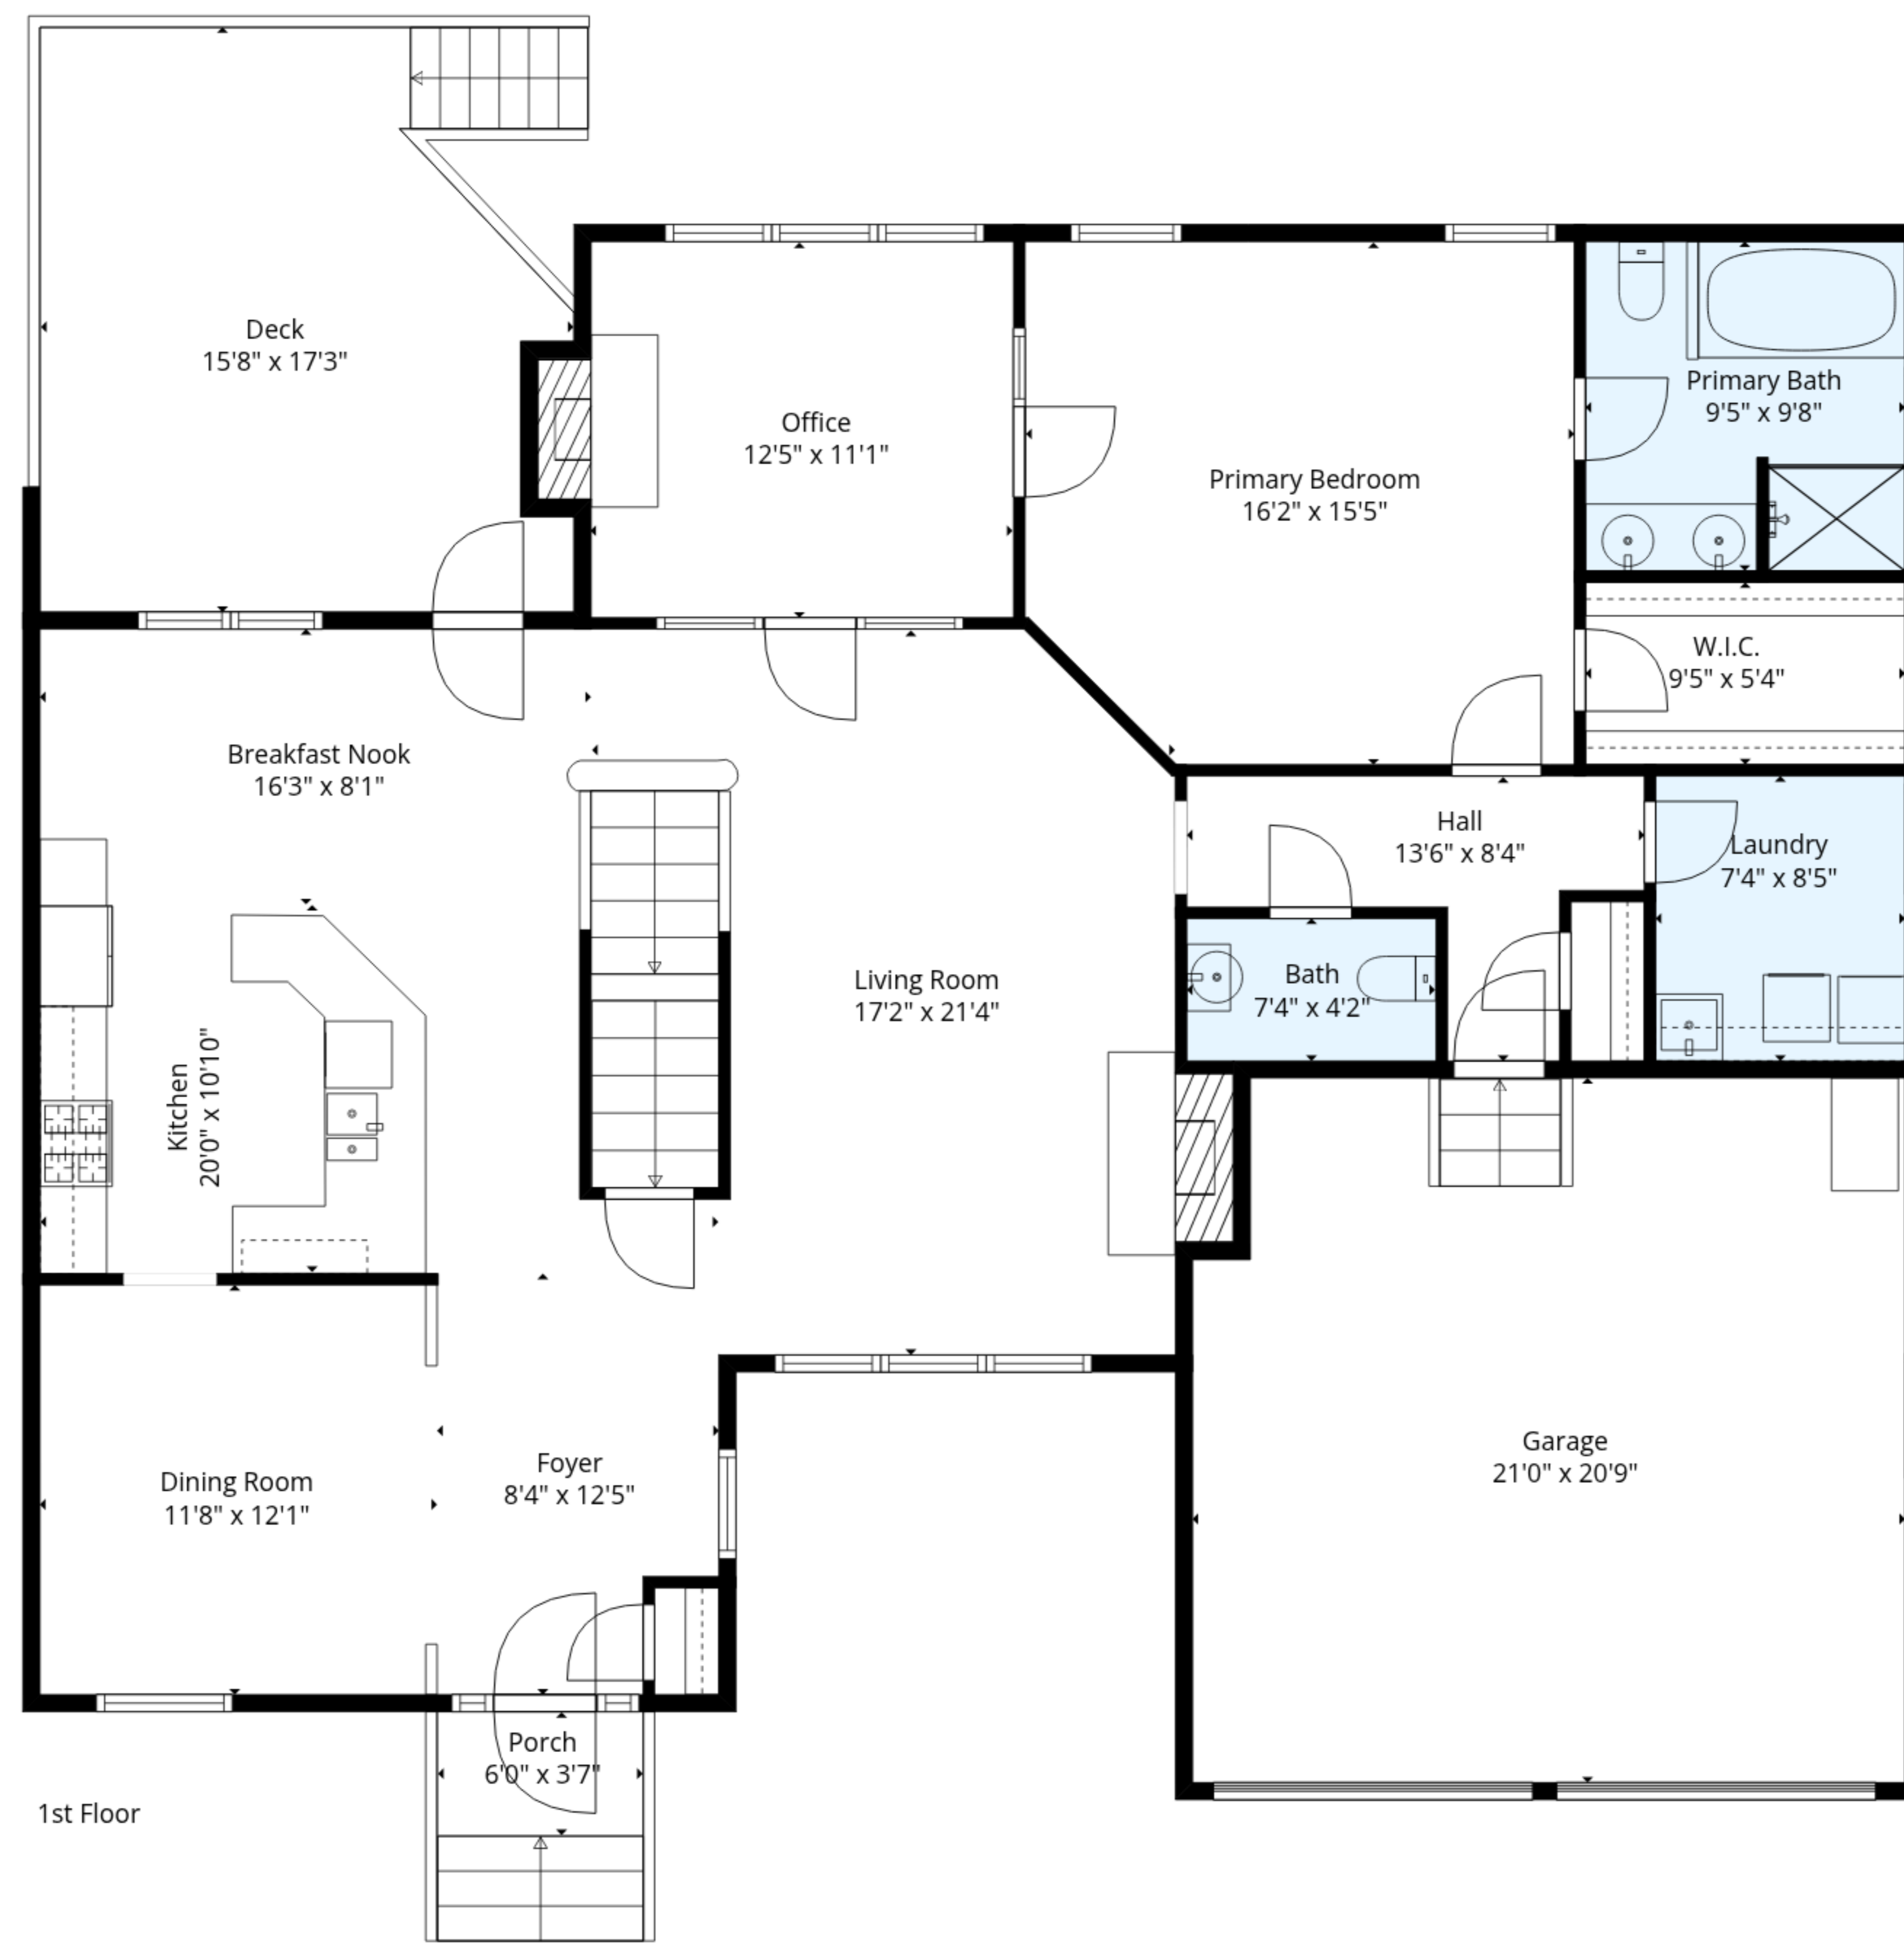 Deck
15'8" x 17'3"
Office
12'5" x 11'1"
Primary Bedroom
16'2" x 15'5"
Primary Bath
9'5" x 9'8"
W.I.C.
9'5" x 5'4"
Breakfast Nook
16'3" x 8'1"
Hall
13'6" x 8'4"
Laundry
7'4" x 8'5"
Living Room
17'2" x 21'4"
Bath
7'4" x 4'2"
Kitchen
20'0" x 10'10"
Dining Room
11'8" x 12'1"
Foyer
8'4" x 12'5"
Garage
21'0" x 20'9"
Porch
6'0" x 3'7"
1st Floor